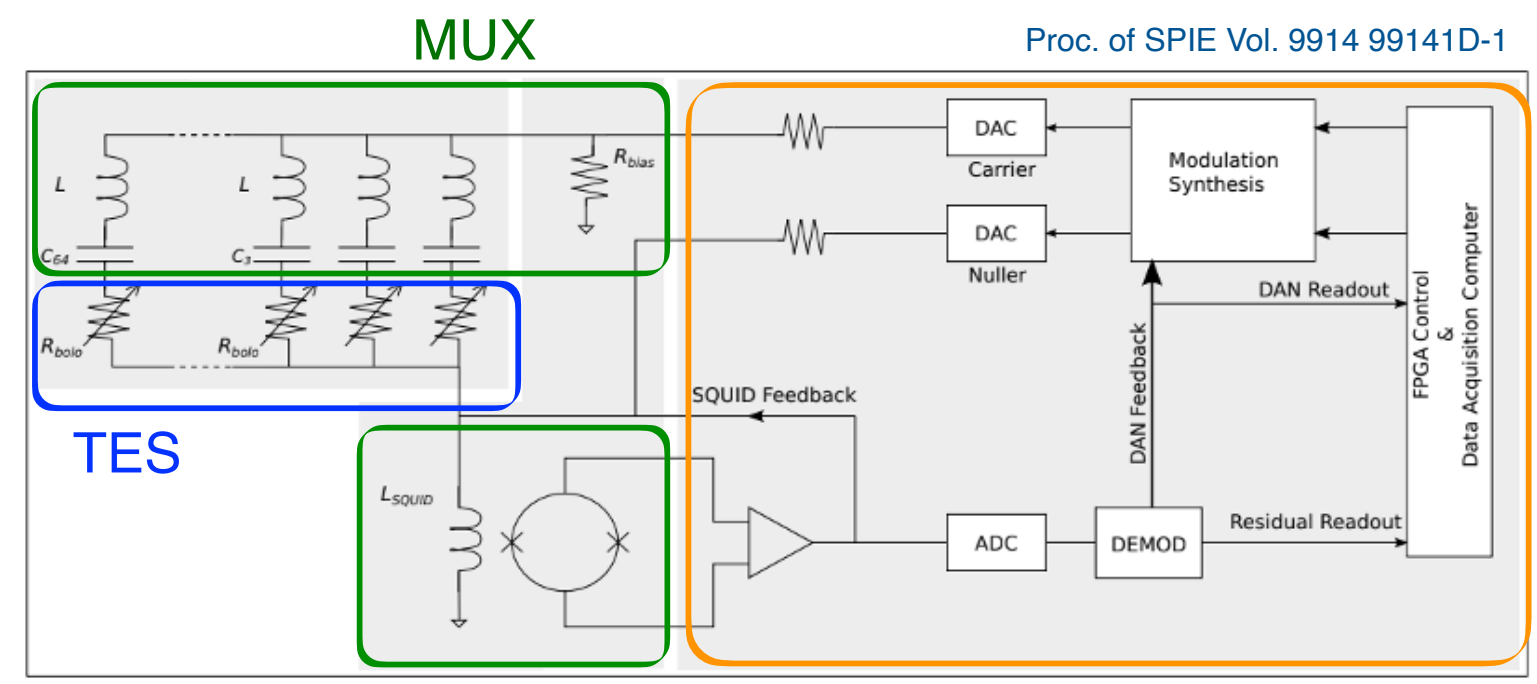 MUX
Proc. of SPIE Vol. 9914 99141D-1
L
L
R_bias
C_64
C_3
R_bolo
R_bolo
TES
DAC
Carrier
DAC
Nuller
Modulation
Synthesis
DAN Readout
DAN Feedback
FPGA Control
&
Data Acquisition Computer
SQUID Feedback
L_SQUID
ADC
DEMOD
Residual Readout